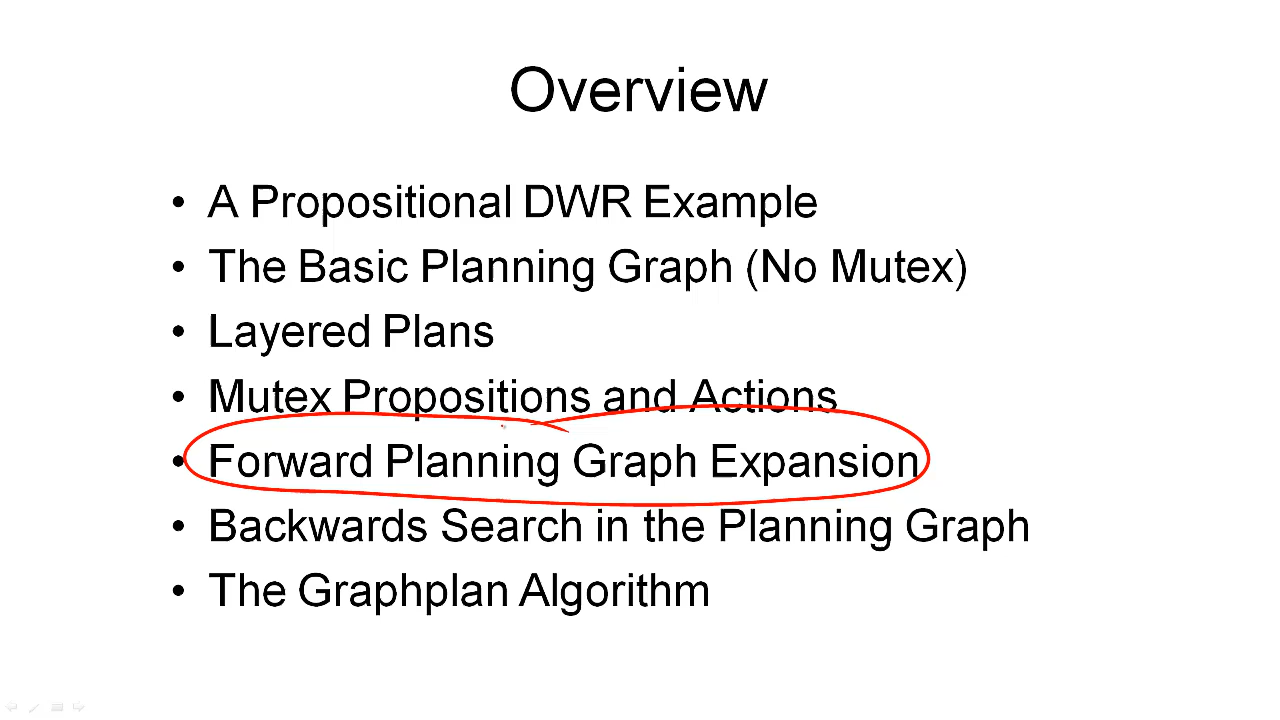 Overview
• A Propositional DWR Example
• The Basic Planning Graph (No Mutex)
• Layered Plans
• Mutex Propositions and Actions
• Forward Planning Graph Expansion
• Backwards Search in the Planning Graph
• The Graphplan Algorithm